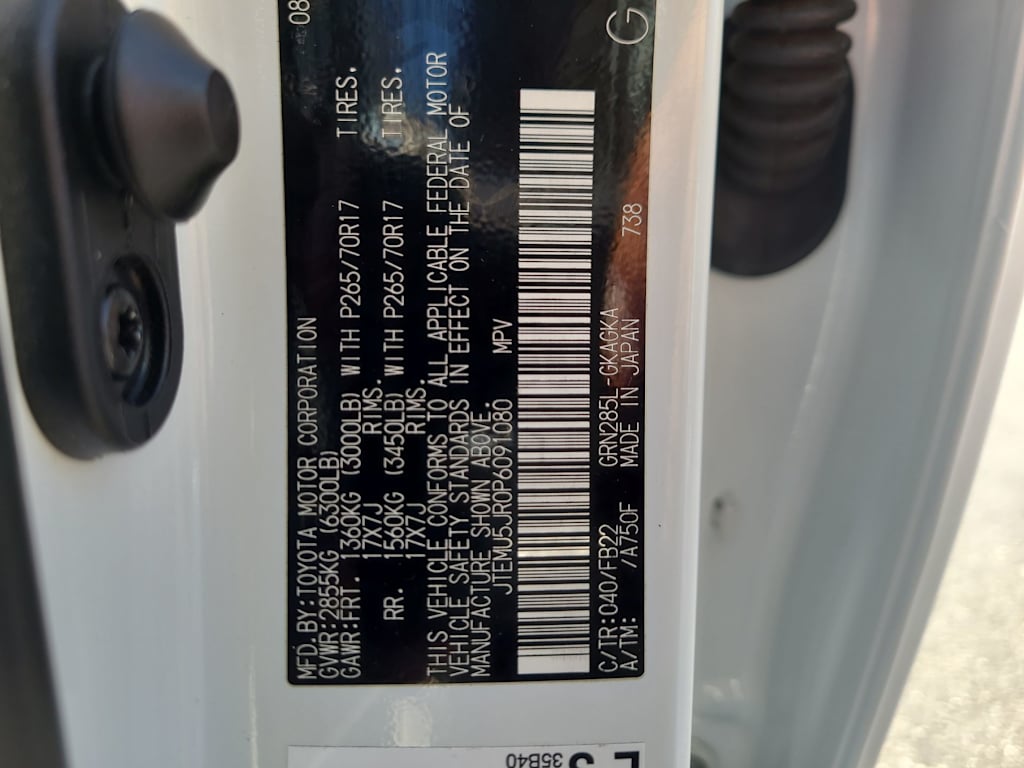 MFD.BY:TOYOTA MOTOR CORPORATION 08
GVWR:2855KG (6300LB)
GAWR:FRT. 1360KG (3000LB) WITH P265/70R17 TIRES.
17X7J RIMS.
RR. 1560KG (3450LB) WITH P265/70R17 TIRES.
17X7J RIMS.
THIS VEHICLE CONFORMS TO ALL APPLICABLE FEDERAL MOTOR
VEHICLE SAFETY STANDARDS IN EFFECT ON THE DATE OF
MANUFACTURE SHOWN ABOVE.
JTEMU5JR0P6091080 MPV
C/TR:040/FB22 GRN285L-GKAGKA
A/TM: /A750F MADE IN JAPAN 738 G
35B40